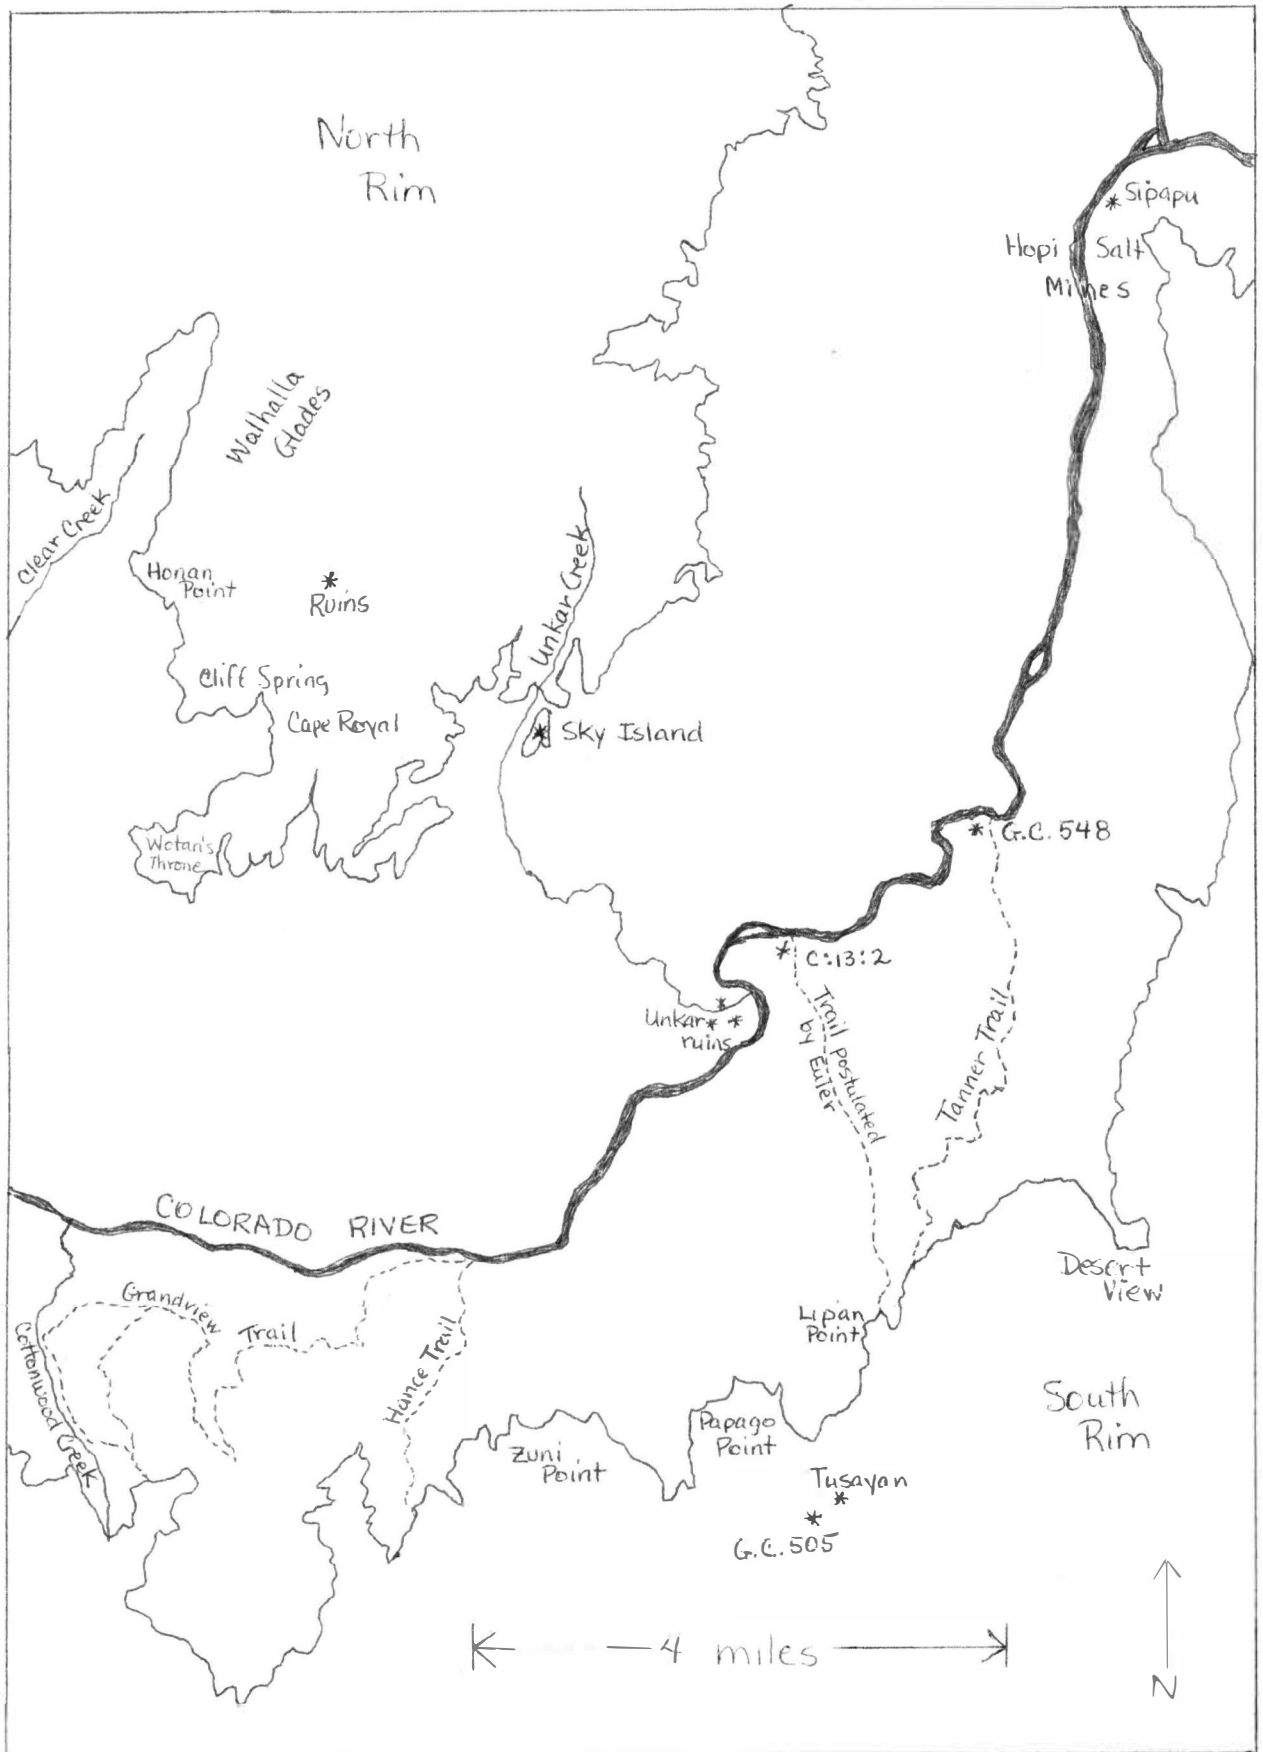 North
Rim
Sipapu
Hopi Salt
Mines
Walhalla
Glades
Clear Creek
Honan
Point
Ruins
Unkar Creek
Cliff Spring
Cape Royal
Sky Island
Wotan's
Throne
G.C. 548
C:13:2
Unkar
ruins
Trail postulated
by Euler
Tanner Trail
COLORADO RIVER
Desert
View
Grandview
Trail
Lipan
Point
Cottonwood Creek
Hance Trail
South
Rim
Papago
Point
Zuni
Point
Tusayan
G.C. 505
4 miles
N